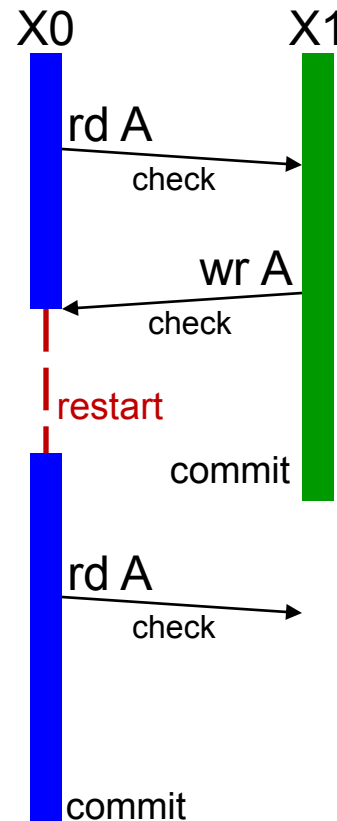 X0 X1
rd A
check
wr A
check
restart
commit
rd A
check
commit